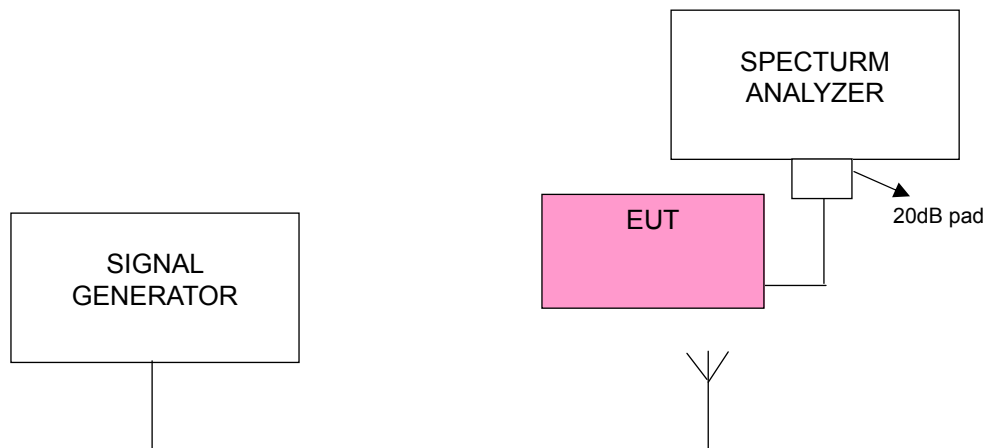 SPECTURM
ANALYZER
20dB pad
EUT
SIGNAL
GENERATOR